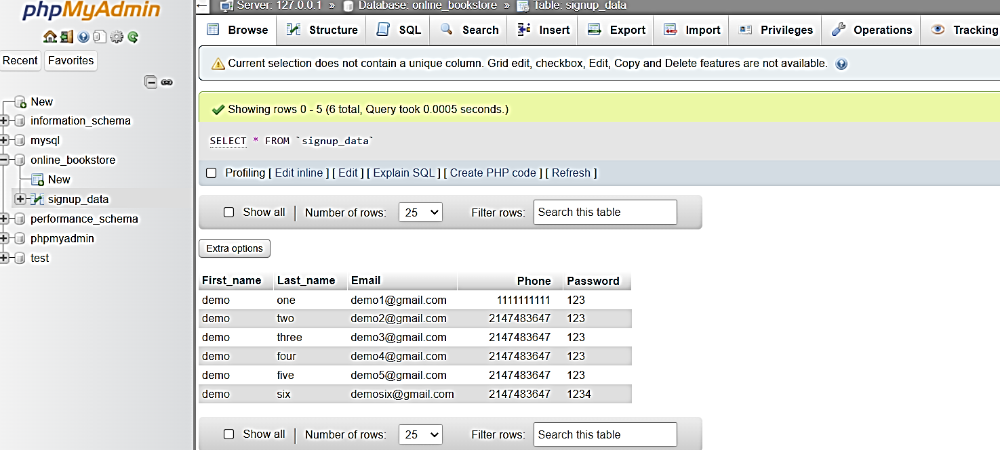 phpMyAdmin
Recent Favorites
New
information_schema
mysql
online_bookstore
New
signup_data
performance_schema
phpmyadmin
test
Server: 127.0.0.1 » Database: online_bookstore » Table: signup_data
Browse Structure SQL Search Insert Export Import Privileges Operations Tracking
Current selection does not contain a unique column. Grid edit, checkbox, Edit, Copy and Delete features are not available.
Showing rows 0 - 5 (6 total, Query took 0.0005 seconds.)
SELECT * FROM `signup_data`
Profiling [ Edit inline ] [ Edit ] [ Explain SQL ] [ Create PHP code ] [ Refresh ]
Show all Number of rows: 25 Filter rows: Search this table
Extra options
First_name Last_name Email Phone Password
demo one demo1@gmail.com 1111111111 123
demo two demo2@gmail.com 2147483647 123
demo three demo3@gmail.com 2147483647 123
demo four demo4@gmail.com 2147483647 123
demo five demo5@gmail.com 2147483647 123
demo six demosix@gmail.com 2147483647 1234
Show all Number of rows: 25 Filter rows: Search this table